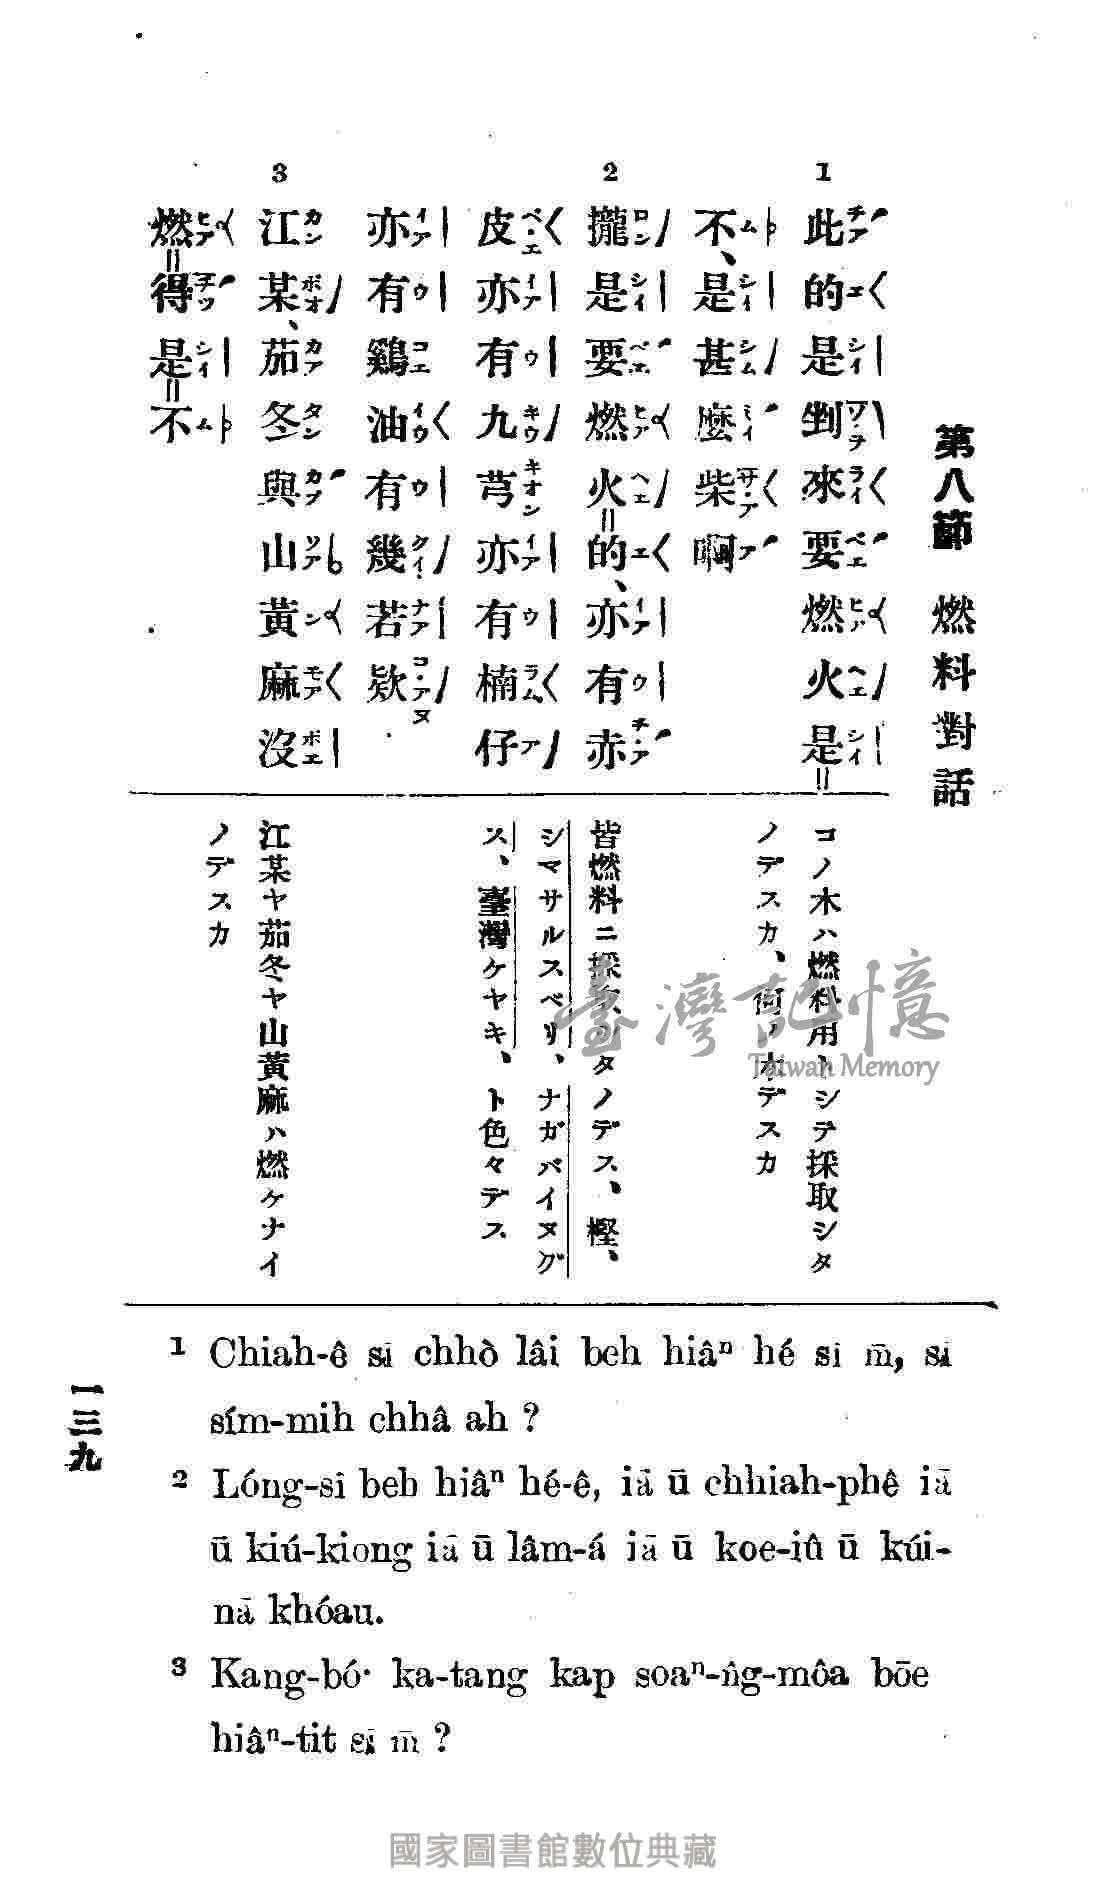 第八節　燃料對話
1
此的是剉來要燃火是
不、是甚麼柴啊
2
攏是要燃火的、亦有赤
皮亦有九芎亦有楠仔
亦有鷄油有幾若欵
3
江某、茄冬與山黃麻沒
燃得是不
コノ木ハ燃料用トシテ採取シタ
ノデスカ、何ノ木デスカ
皆燃料ニ採取シタノデス、樫、
シマサルスベリ、ナガバイヌグ
ス、臺灣ケヤキ、ト色々デス
江某ヤ茄冬ヤ山黃麻ハ燃ケナイ
ノデスカ
1 Chiah-ê si chhò lâi beh hiâⁿ hé si m̄, si
sím-mih chhâ ah ?
2 Lóng-si beh hiâⁿ hé-ê, iā ū chhiah-phê iā
ū kiú-kiong iā ū lâm-á iā ū koe-iû ū kúi-
nā khóau.
3 Kang-bó· ka-tang kap soaⁿ-n̂g-môa bōe
hiâⁿ-tit si m̄ ?
一三九
臺灣記憶
Taiwan Memory
國家圖書館數位典藏